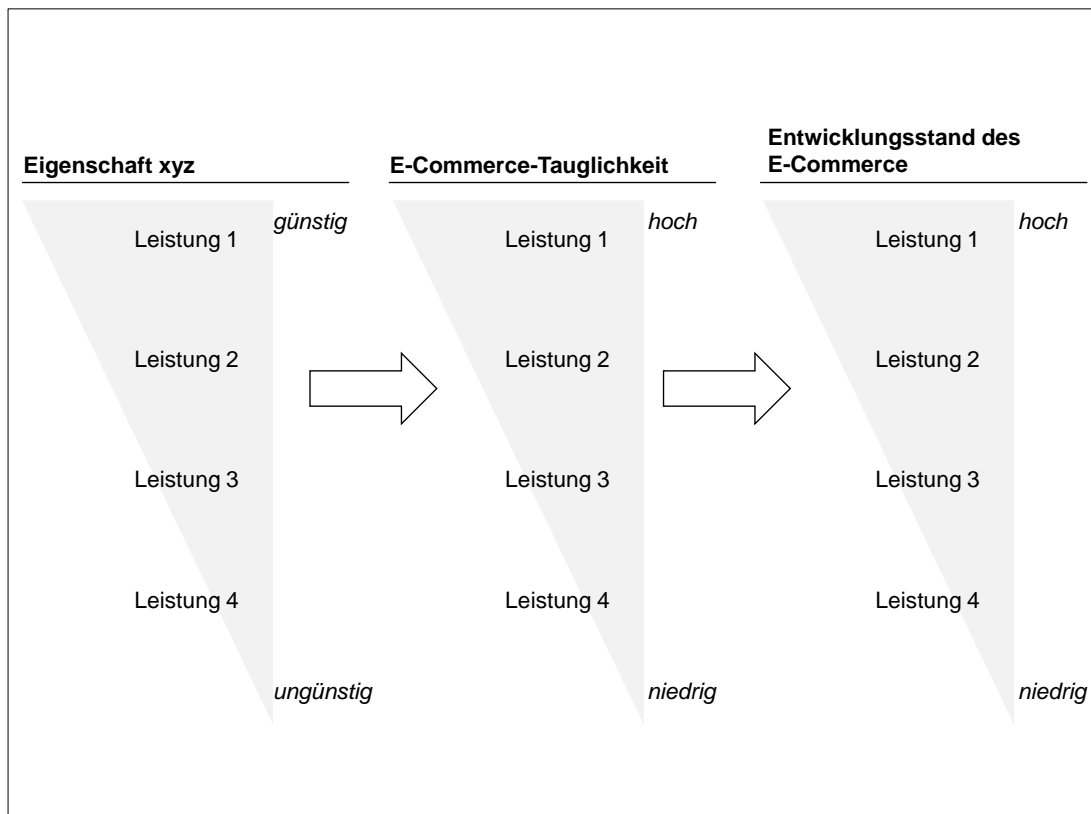 Eigenschaft xyz
E-Commerce-Tauglichkeit
Entwicklungsstand des
E-Commerce
günstig
Leistung 1
Leistung 2
Leistung 3
Leistung 4
ungünstig
hoch
Leistung 1
Leistung 2
Leistung 3
Leistung 4
niedrig
hoch
Leistung 1
Leistung 2
Leistung 3
Leistung 4
niedrig